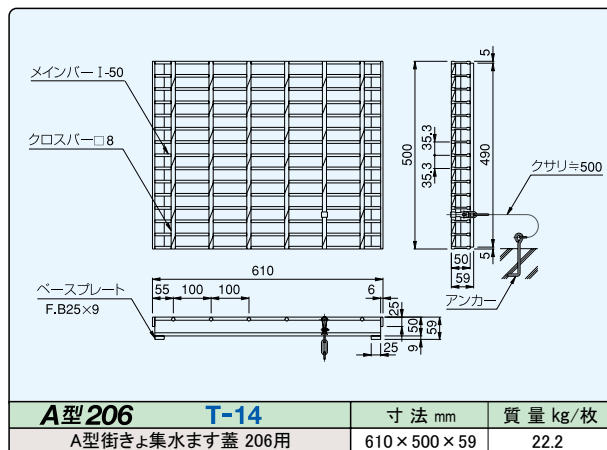 メインバー I-50
クロスバー□8
500
35.3
35.3
5
490
5
クサリ≒500
50
59
アンカー
610
ベースプレート
F.B25×9
55
100
100
6
25
50
59
9
25
A型206 T-14
寸法 mm
質量 kg/枚
A型街きょ集水ます蓋 206用
610×500×59
22.2